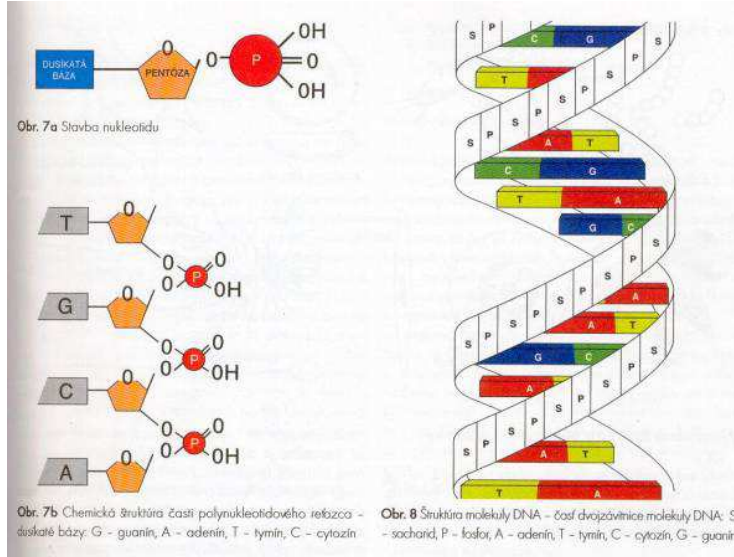 DUSÍKATÁ
BÁZA
O
PENTÓZA
O
P
OH
O
OH
Obr. 7a Stavba nukleotidu
T
O
O
P
O
O
OH
G
O
O
P
O
O
OH
C
O
O
P
O
O
OH
A
O
Obr. 7b Chemická štruktúra časti polynukleotidového reťazca –
dusíkaté bázy: G - guanín, A - adenín, T - tymín, C - cytozín
S P C G P S
T
S P S P S P S P S
A T
C G
T A
G C
S P S P S P S P
A
A T
G C
A
S P S P S P S P S
A T
T A
Obr. 8 Štruktúra molekuly DNA – časť dvojzávitnice molekuly DNA: S
– sacharid, P – fosfor, A – adenín, T – tymín, C – cytozín, G – guanín